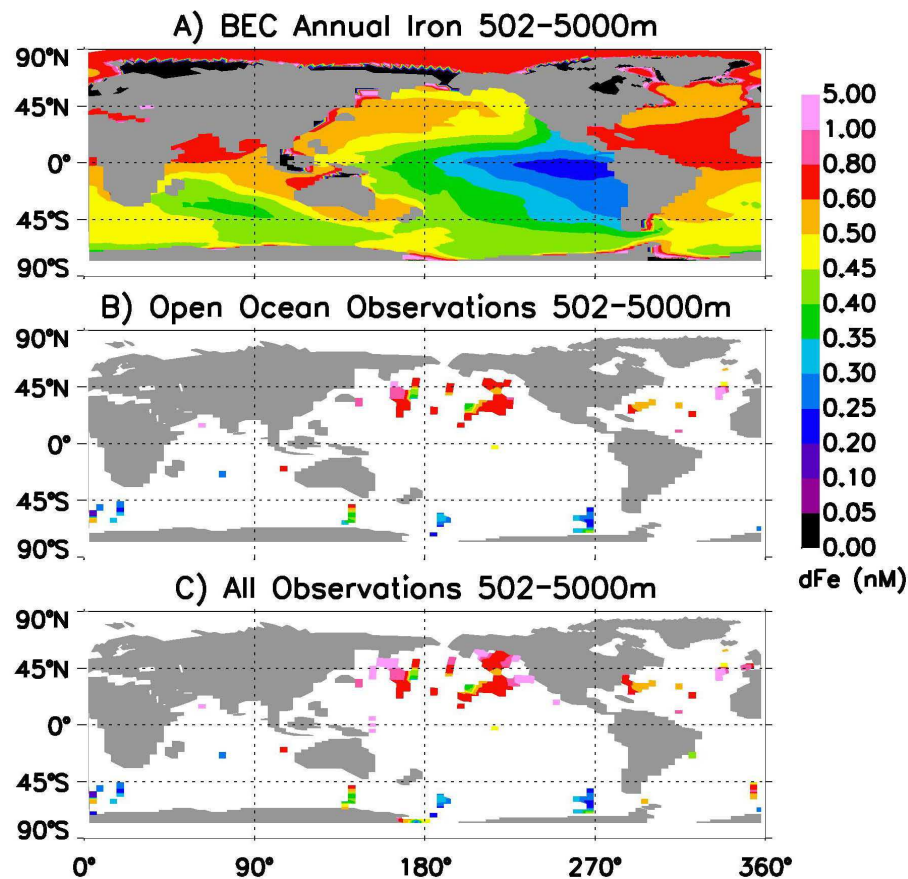 A) BEC Annual Iron 502-5000m
90°N
45°N
0°
45°S
90°S
B) Open Ocean Observations 502-5000m
90°N
45°N
0°
45°S
90°S
C) All Observations 502-5000m
90°N
45°N
0°
45°S
90°S
0° 90° 180° 270° 360°
5.00
1.00
0.80
0.60
0.50
0.45
0.40
0.35
0.30
0.25
0.20
0.10
0.05
0.00
dFe (nM)